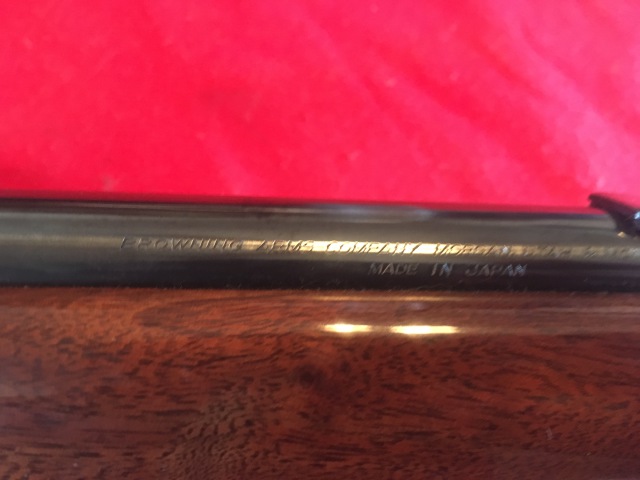 BROWNING ARMS COMPANY MORGAN, UTAH &
MADE IN JAPAN